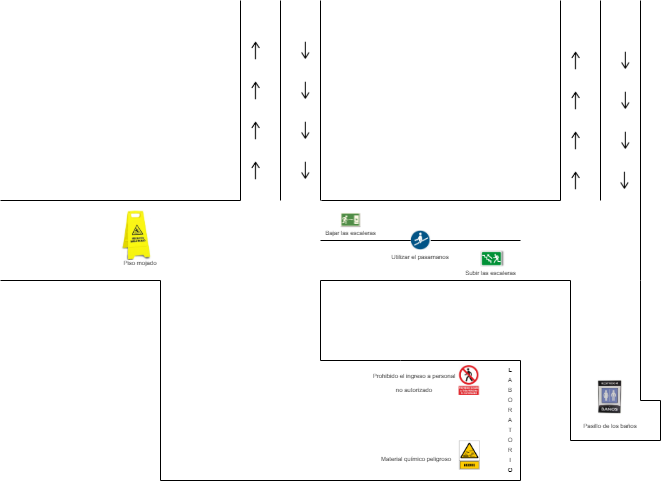 Bajar las escaleras
Utilizar el pasamanos
Piso mojado
Subir las escaleras
Prohibido el ingreso a personal
no autorizado
LABORATORIO
Material químico peligroso
BAÑOS
Pasillo de los baños